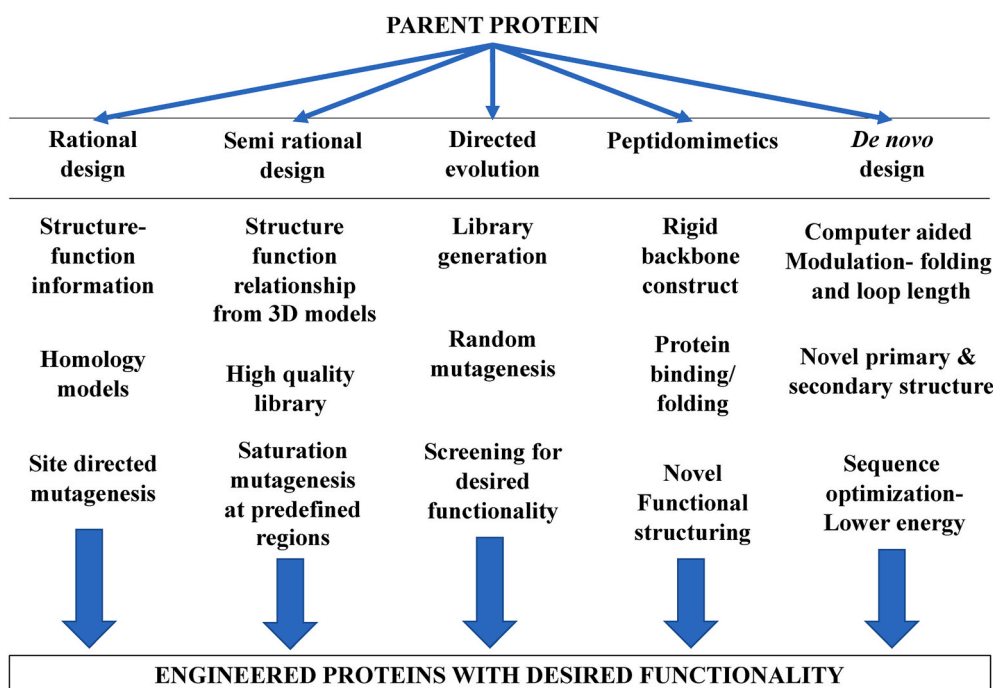 PARENT PROTEIN
Rational
design
Semi rational
design
Directed
evolution
Peptidomimetics
De novo
design
Structure-
function
information
Structure
function
relationship
from 3D models
Library
generation
Rigid
backbone
construct
Computer aided
Modulation- folding
and loop length
Homology
models
High quality
library
Random
mutagenesis
Protein
binding/
folding
Novel primary &
secondary structure
Site directed
mutagenesis
Saturation
mutagenesis
at predefined
regions
Screening for
desired
functionality
Novel
Functional
structuring
Sequence
optimization-
Lower energy
ENGINEERED PROTEINS WITH DESIRED FUNCTIONALITY